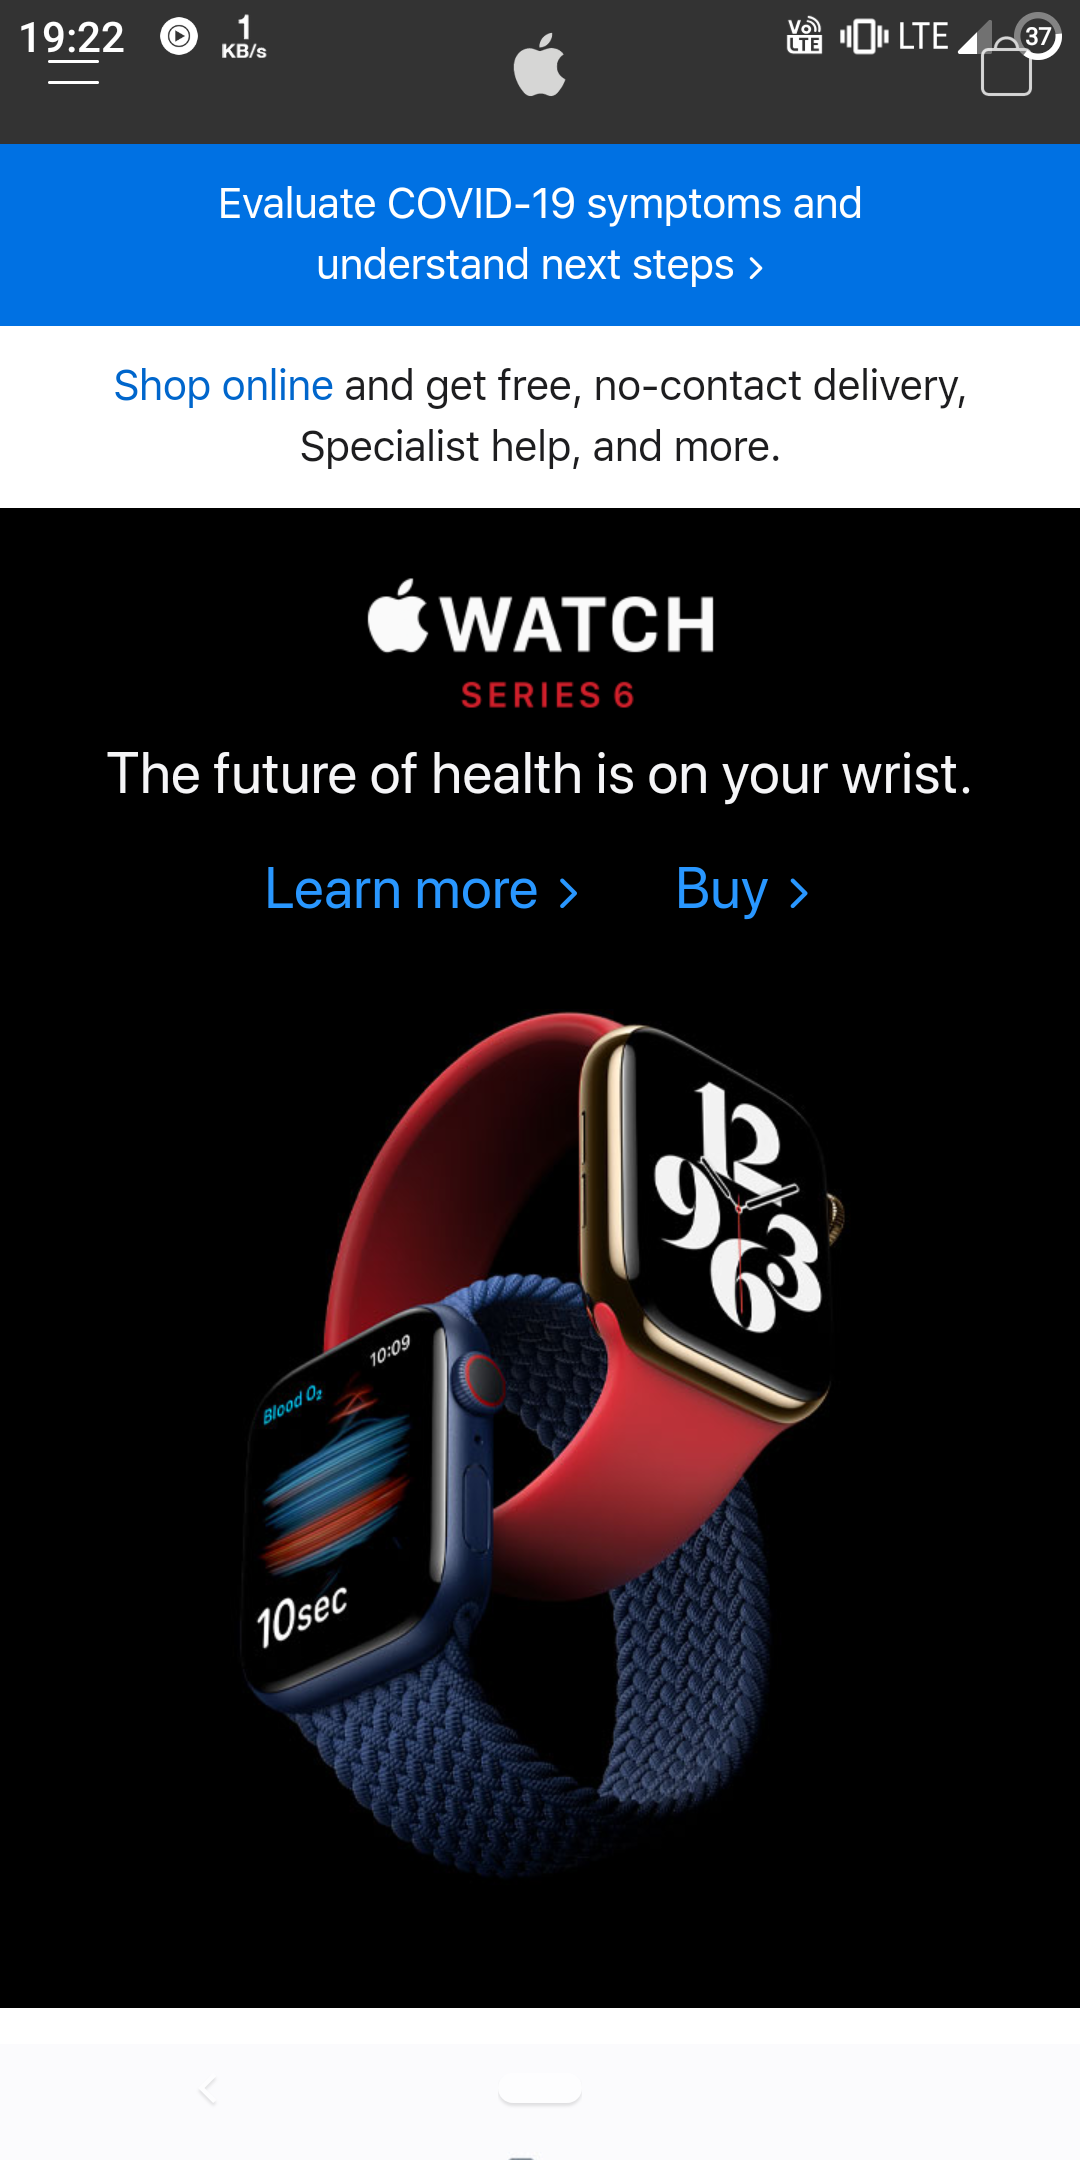 19:22 1 KB/s Vo LTE LTE 37
Evaluate COVID-19 symptoms and
understand next steps >
Shop online and get free, no-contact delivery,
Specialist help, and more.
WATCH
SERIES 6
The future of health is on your wrist.
Learn more > Buy >
12
9 3
6
10:09
Blood O₂
10sec